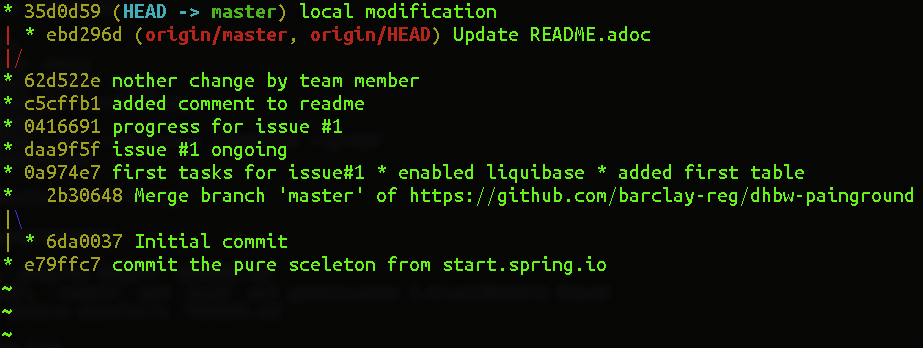 * 35d0d59 (HEAD -> master) local modification
| * ebd296d (origin/master, origin/HEAD) Update README.adoc
|/
* 62d522e nother change by team member
* c5cffb1 added comment to readme
* 0416691 progress for issue #1
* daa9f5f issue #1 ongoing
* 0a974e7 first tasks for issue#1 * enabled liquibase * added first table
*   2b30648 Merge branch 'master' of https://github.com/barclay-reg/dhbw-painground
|\
| * 6da0037 Initial commit
* e79ffc7 commit the pure sceleton from start.spring.io
~
~
~